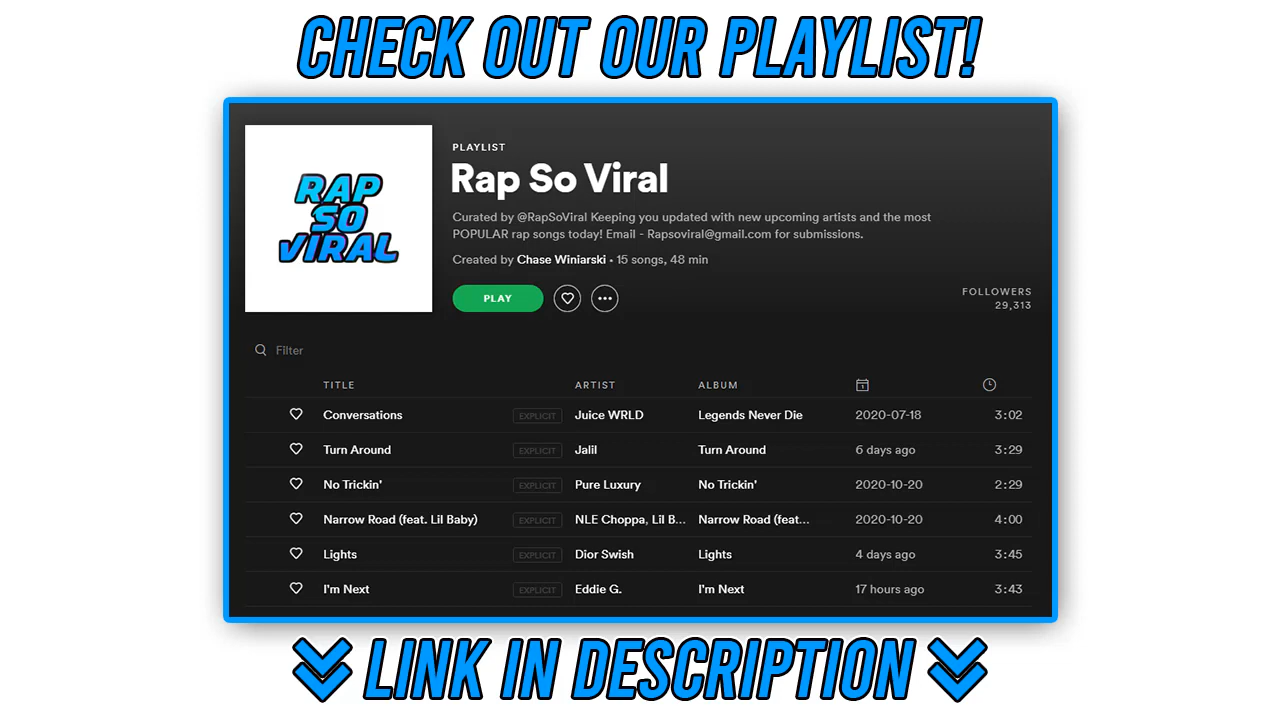 CHECK OUT OUR PLAYLIST!
RAP
SO
VIRAL
PLAYLIST
Rap So Viral
Curated by @RapSoViral Keeping you updated with new upcoming artists and the most
POPULAR rap songs today! Email - Rapsoviral@gmail.com for submissions.
Created by Chase Winiarski • 15 songs, 48 min
PLAY
FOLLOWERS
29,313
Filter
TITLE ARTIST ALBUM
Conversations EXPLICIT Juice WRLD Legends Never Die 2020-07-18 3:02
Turn Around EXPLICIT Jalil Turn Around 6 days ago 3:29
No Trickin' EXPLICIT Pure Luxury No Trickin' 2020-10-20 2:29
Narrow Road (feat. Lil Baby) EXPLICIT NLE Choppa, Lil B... Narrow Road (feat... 2020-10-20 4:00
Lights EXPLICIT Dior Swish Lights 4 days ago 3:45
I'm Next EXPLICIT Eddie G. I'm Next 17 hours ago 3:43
LINK IN DESCRIPTION